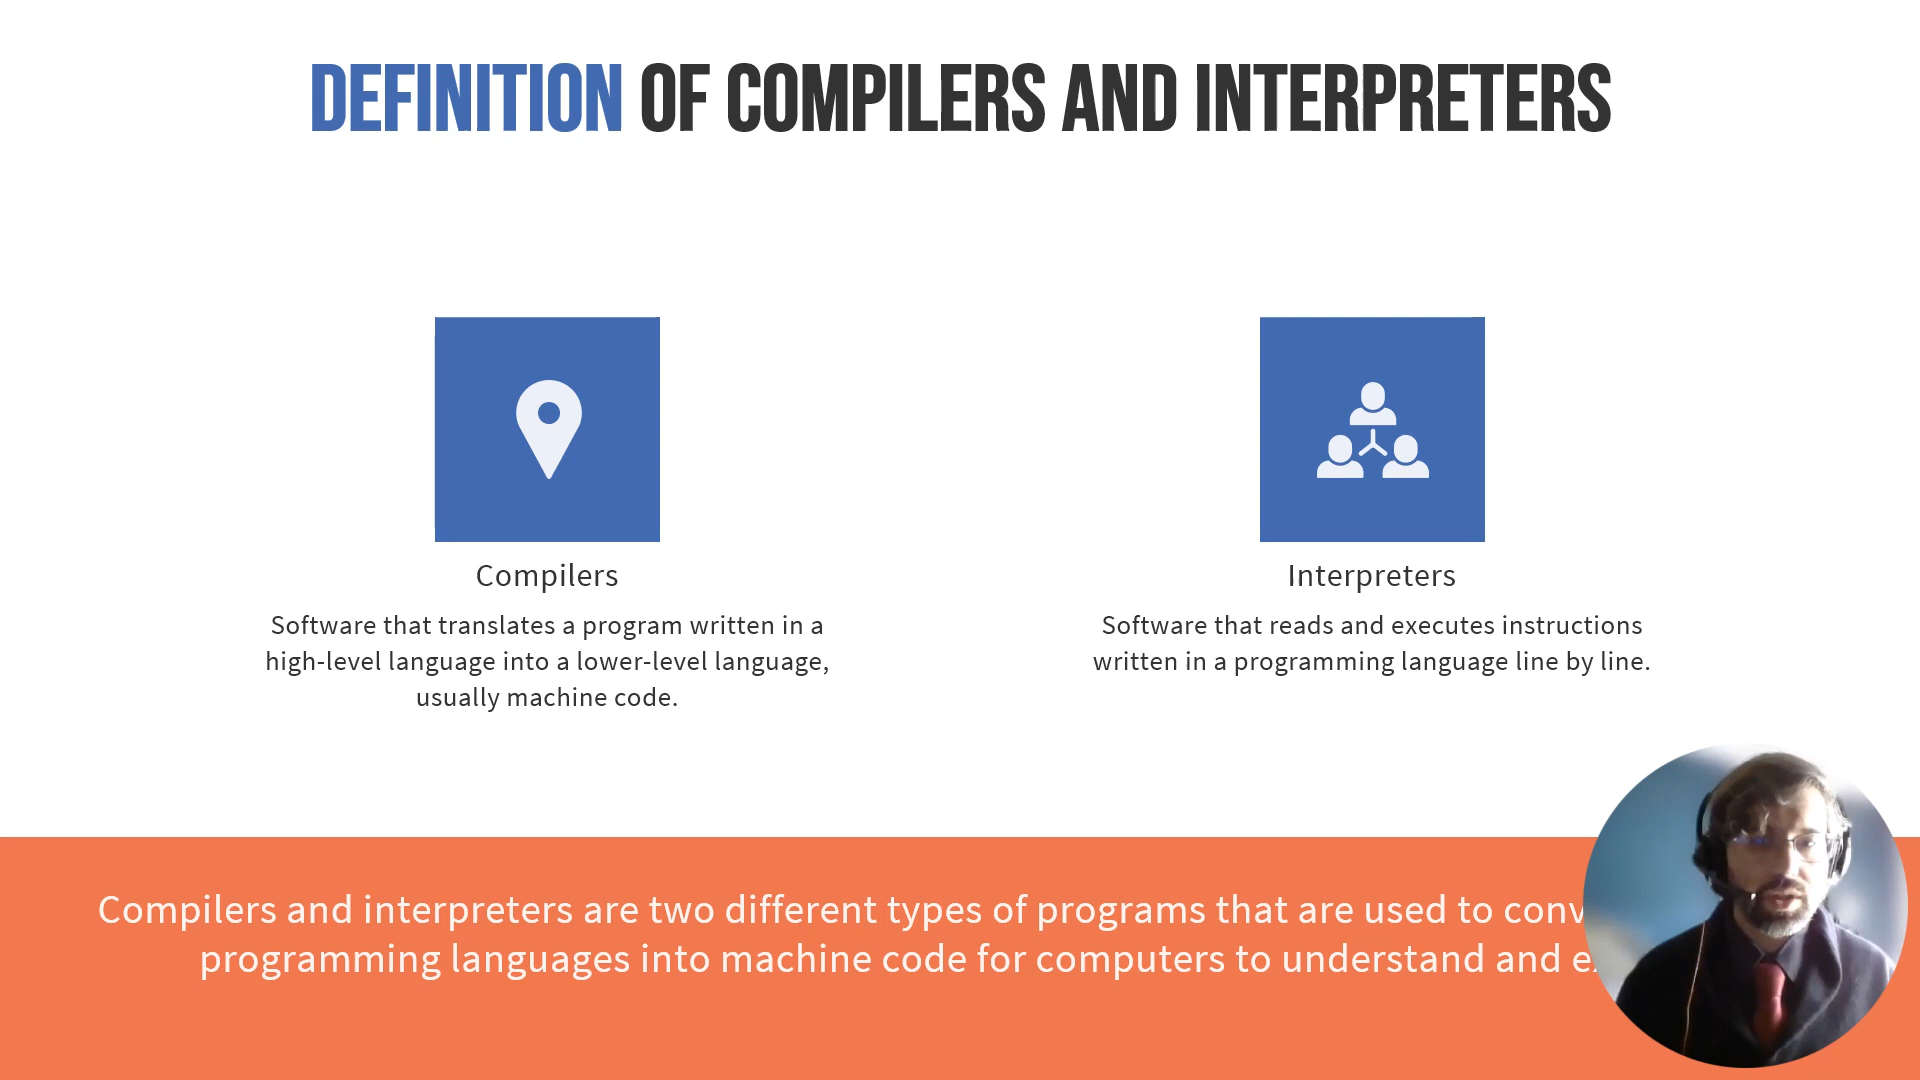 DEFINITION OF COMPILERS AND INTERPRETERS
Compilers
Software that translates a program written in a
high-level language into a lower-level language,
usually machine code.
Interpreters
Software that reads and executes instructions
written in a programming language line by line.
Compilers and interpreters are two different types of programs that are used to
programming languages into machine code for computers to understand and